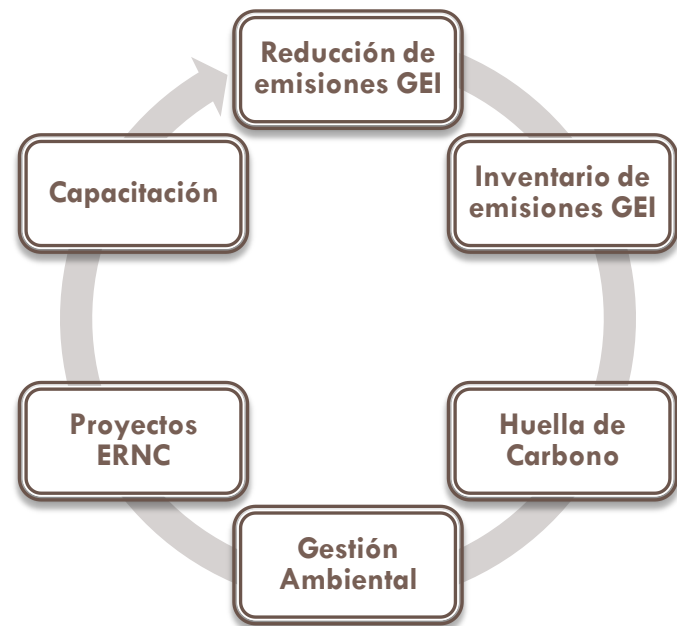 Reducción de
emisiones GEI
Inventario de
emisiones GEI
Huella de
Carbono
Gestión
Ambiental
Proyectos
ERNC
Capacitación